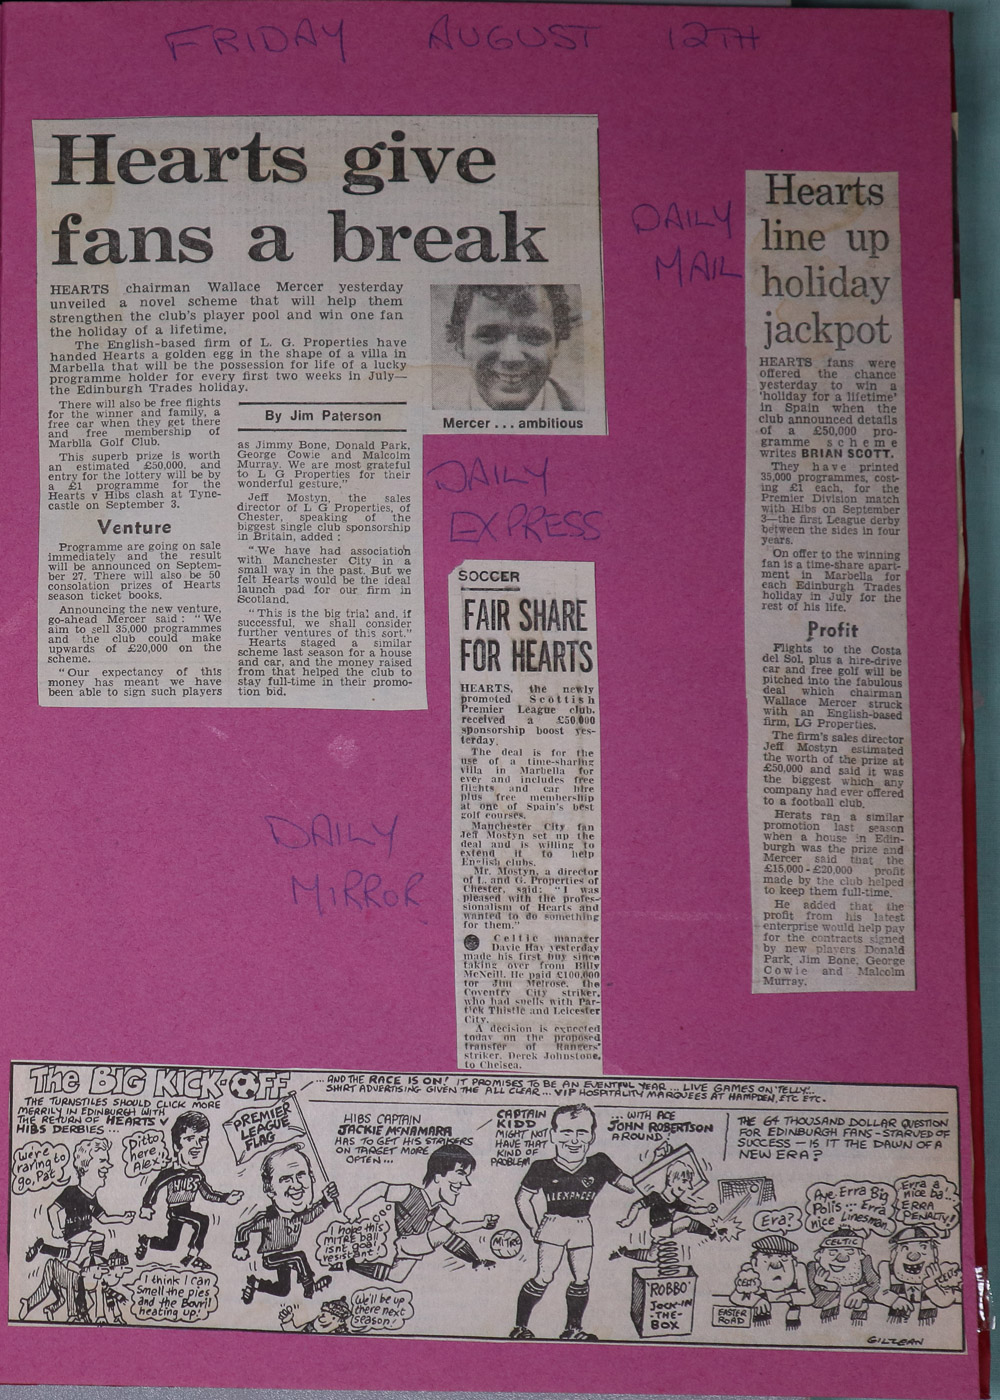 FRIDAY AUGUST 12TH
Hearts give
fans a break
HEARTS chairman Wallace Mercer yesterday
unveiled a novel scheme that will help them
strengthen the club's player pool and win one fan
the holiday of a lifetime.
The English-based firm of L. G. Properties have
handed Hearts a golden egg in the shape of a villa in
Marbella that will be the possession for life of a lucky
programme holder for every first two weeks in July—
the Edinburgh Trades holiday.
There will also be free flights
for the winner and family, a
free car when they get there
and free membership of
Marblla Golf Club.
This superb prize is worth
an estimated £50,000, and
entry for the lottery will be by
a £1 programme for the
Hearts v Hibs clash at Tyne-
castle on September 3.
Venture
Programme are going on sale
immediately and the result
will be announced on Septem-
ber 27. There will also be 50
consolation prizes of Hearts
season ticket books.
Announcing the new venture,
go-ahead Mercer said: "We
aim to sell 35,000 programmes
and the club could make
upwards of £20,000 on the
scheme.
"Our expectancy of this
money has meant we have
been able to sign such players
By Jim Paterson
as Jimmy Bone, Donald Park,
George Cowie and Malcolm
Murray. We are most grateful
to L G Properties for their
wonderful gesture."
Jeff Mostyn, the sales
director of L G Properties, of
Chester, speaking of the
biggest single club sponsorship
in Britain, added:
"We have had association
with Manchester City in a
small way in the past. But we
felt Hearts would be the ideal
launch pad for our firm in
Scotland.
"This is the big trial and, if
successful, we shall consider
further ventures of this sort."
Hearts staged a similar
scheme last season for a house
and car, and the money raised
from that helped the club to
stay full-time in their promo-
tion bid.
Mercer ... ambitious
DAILY
EXPRESS
DAILY
MAIL
Hearts
line up
holiday
jackpot
HEARTS fans were
offered the chance
yesterday to win a
'holiday for a lifetime'
in Spain when the
club announced details
of a £50,000 pro-
gramme scheme
writes BRIAN SCOTT.
They have printed
35,000 programmes, cost-
ing £1 each, for the
Premier Division match
with Hibs on September
3—the first League derby
between the sides in four
years.
On offer to the winning
fan is a time-share apart-
ment in Marbella for
each Edinburgh Trades
holiday in July for the
rest of his life.
Profit
Flights to the Costa
del Sol, plus a hire-drive
car and free golf will be
pitched into the fabulous
deal which chairman
Wallace Mercer struck
with an English-based
firm, LG Properties.
The firm's sales director
Jeff Mostyn estimated
the worth of the prize at
£50,000 and said it was
the biggest which any
company had ever offered
to a football club.
Herats ran a similar
promotion last season
when a house in Edin-
burgh was the prize and
Mercer said that the
£15,000-£20,000 profit
made by the club helped
to keep them full-time.
He added that the
profit from his latest
enterprise would help pay
for the contracts signed
by new players Donald
Park, Jim Bone, George
Cowie and Malcolm
Murray.
SOCCER
FAIR SHARE
FOR HEARTS
HEARTS, the newly
promoted Scottish
Premier League club,
received a £50,000
sponsorship boost yes-
terday.
The deal is for the
use of a time-sharing
villa in Marbella for
ever and includes free
flights and car hire
plus free membership
at one of Spain's best
golf courses.
Manchester City fan
Jeff Mostyn set up the
deal and is willing to
extend it to help
English clubs.
Mr. Mostyn, a director
of L. and G. Properties of
Chester, said: "I was
pleased with the profes-
sionalism of Hearts and
wanted to do something
for them."
Celtic manager
Davie Hay yesterday
made his first buy since
taking over from Billy
McNeill. He paid £100,000
for Jim Melrose, the
Coventry City striker,
who had spells with Par-
tick Thistle and Leicester
City.
A decision is expected
today on the proposed
transfer of Rangers'
striker, Derek Johnstone,
to Chelsea.
DAILY
MIRROR
The BIG KICK-OFF
...AND THE RACE IS ON! IT PROMISES TO BE AN EVENTFUL YEAR... LIVE GAMES ON 'TELLY'...
SHIRT ADVERTISING GIVEN THE ALL CLEAR... VIP HOSPITALITY MARQUEES AT HAMPDEN, ETC ETC.
THE TURNSTILES SHOULD CLICK MORE
MERRILY IN EDINBURGH WITH
THE RETURN OF HEARTS V
HIBS DERBIES...
We're
raring to
go, Pat
Ditto
here,
Alex!
HIBS
I think I can
Smell the pies
and the Bovril
heating up!
PREMIER
LEAGUE
FLAG
HIBS CAPTAIN
JACKIE McNAMARA
HAS TO GET HIS STRIKERS
ON TARGET MORE
OFTEN...
I hope this
MITRE ball
isnt goal
resistant!
We'll be up
there next
season!
MITRE
CAPTAIN
KIDD
MIGHT NOT
HAVE THAT
KIND OF
PROBLEM
ALEXANDER
...WITH ACE
JOHN ROBERTSON
AROUND!
'ROBBO'
JOCK-IN
-THE-
BOX
THE 64 THOUSAND DOLLAR QUESTION
FOR EDINBURGH FANS - STARVED OF
SUCCESS - IS IT THE DAWN OF A
NEW ERA?
Era?
Aye. Erra Big
Polis... Erra
nice Linesman..
Erra a
nice ba..
ERRA
PENALTY!
CELTIC
EASTER
ROAD
GILZEAN